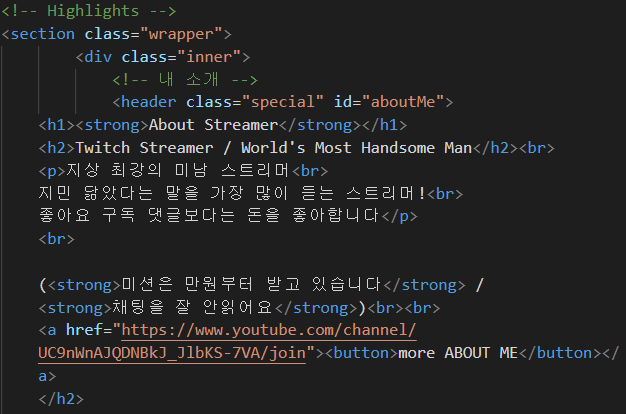 <!-- Highlights -->
<section class="wrapper">
<div class="inner">
<!-- 내 소개 -->
<header class="special" id="aboutMe">
<h1><strong>About Streamer</strong></h1>
<h2>Twitch Streamer / World's Most Handsome Man</h2><br>
<p>지상 최강의 미남 스트리머<br>
지민 닮았다는 말을 가장 많이 듣는 스트리머!<br>
좋아요 구독 댓글보다는 돈을 좋아합니다</p>
<br>
(<strong>미션은 만원부터 받고 있습니다</strong> /
<strong>채팅을 잘 안읽어요</strong>)<br><br>
<a href="https://www.youtube.com/channel/
UC9nWnAJQDNBkJ_JlbKS-7VA/join"><button>more ABOUT ME</button></
a>
</h2>